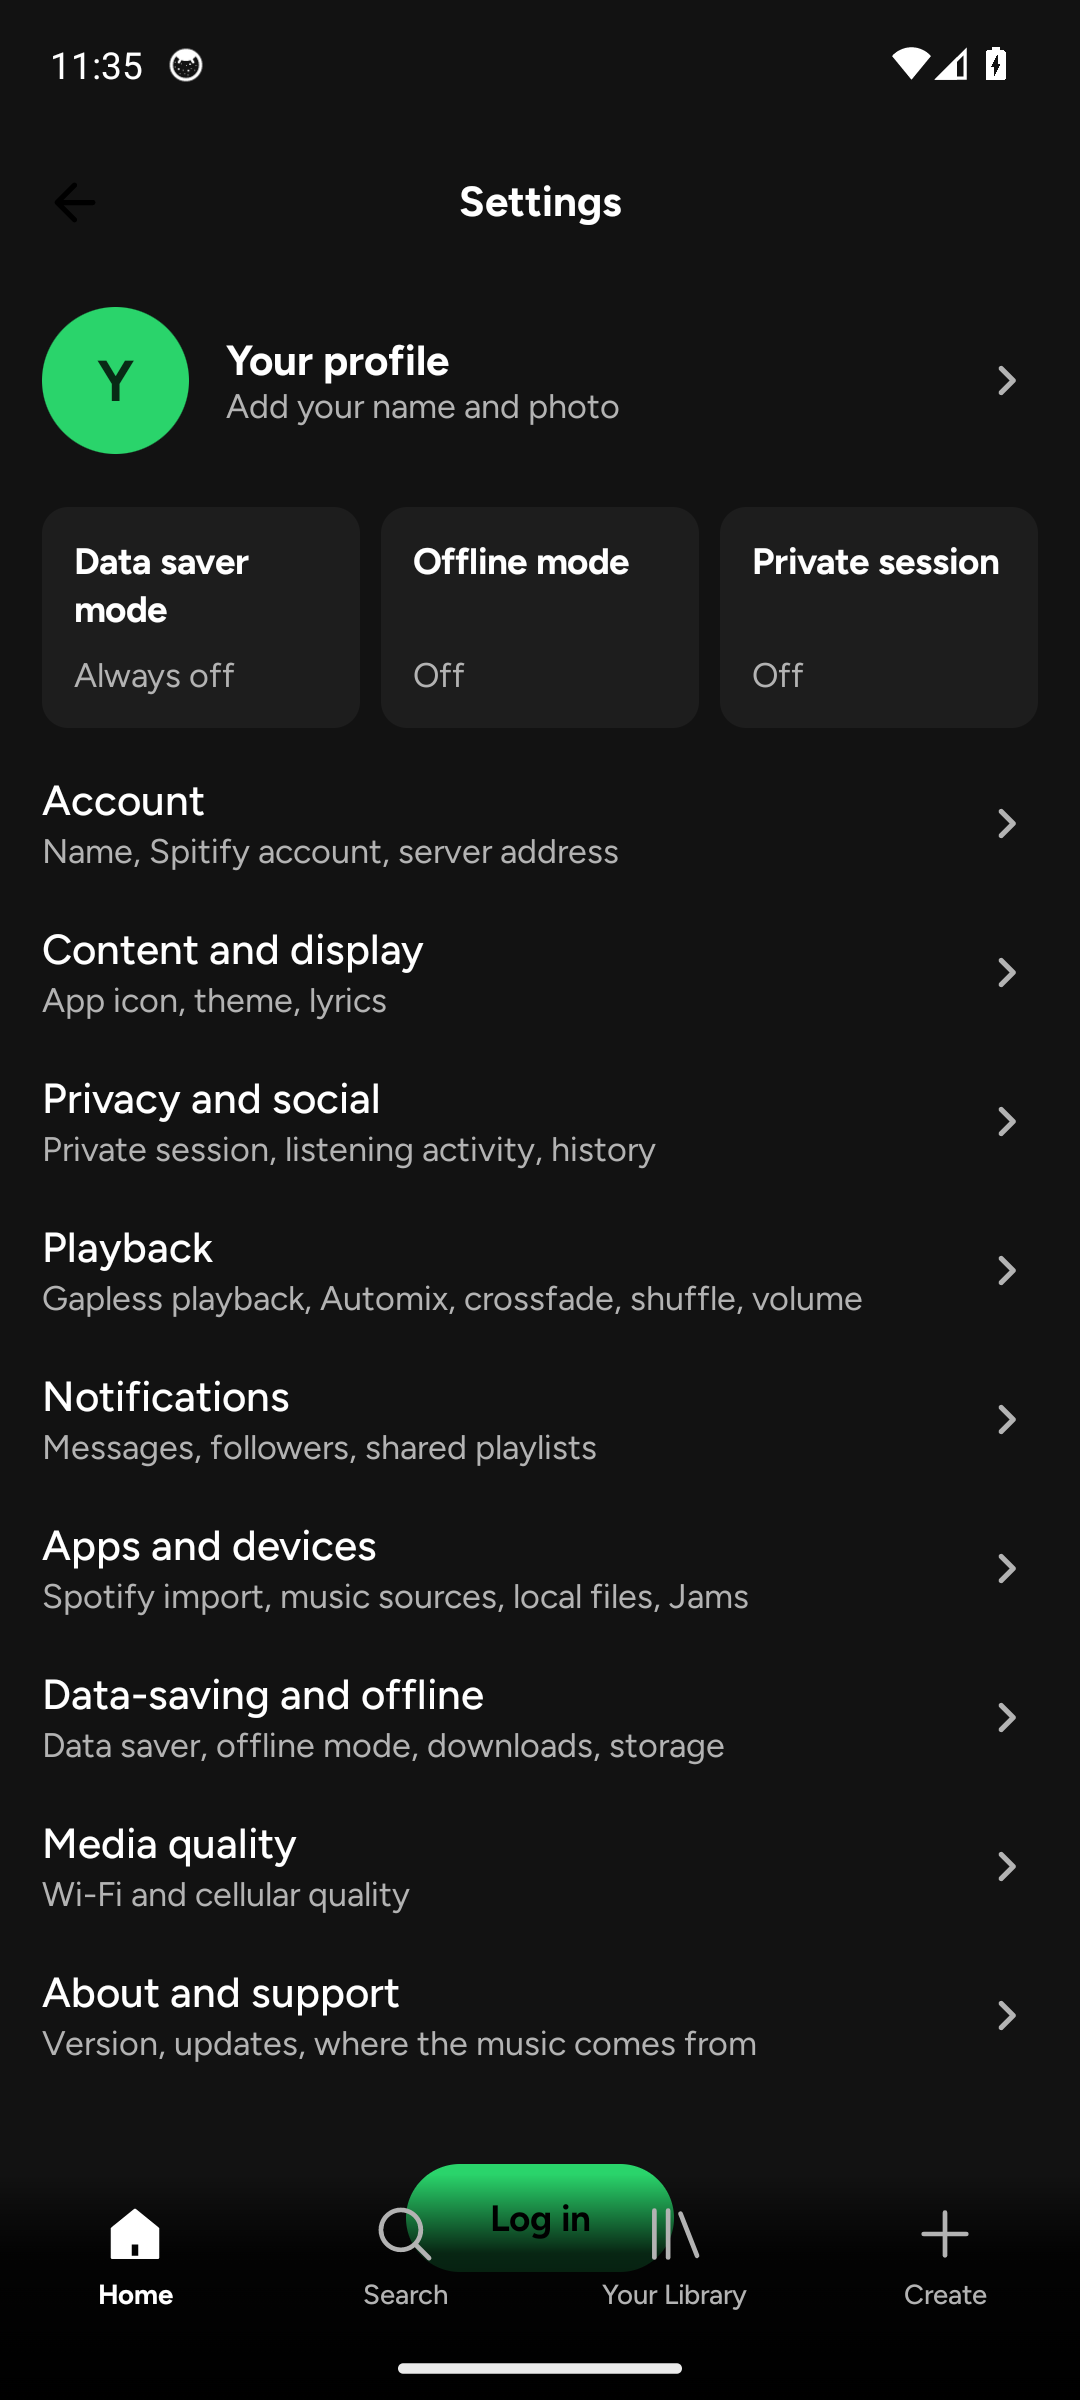 11:35
Settings
Y
Your profile
Add your name and photo
Data saver
mode
Always off
Offline mode
Off
Private session
Off
Account
Name, Spitify account, server address
Content and display
App icon, theme, lyrics
Privacy and social
Private session, listening activity, history
Playback
Gapless playback, Automix, crossfade, shuffle, volume
Notifications
Messages, followers, shared playlists
Apps and devices
Spotify import, music sources, local files, Jams
Data-saving and offline
Data saver, offline mode, downloads, storage
Media quality
Wi-Fi and cellular quality
About and support
Version, updates, where the music comes from
Log in
Home
Search
Your Library
Create